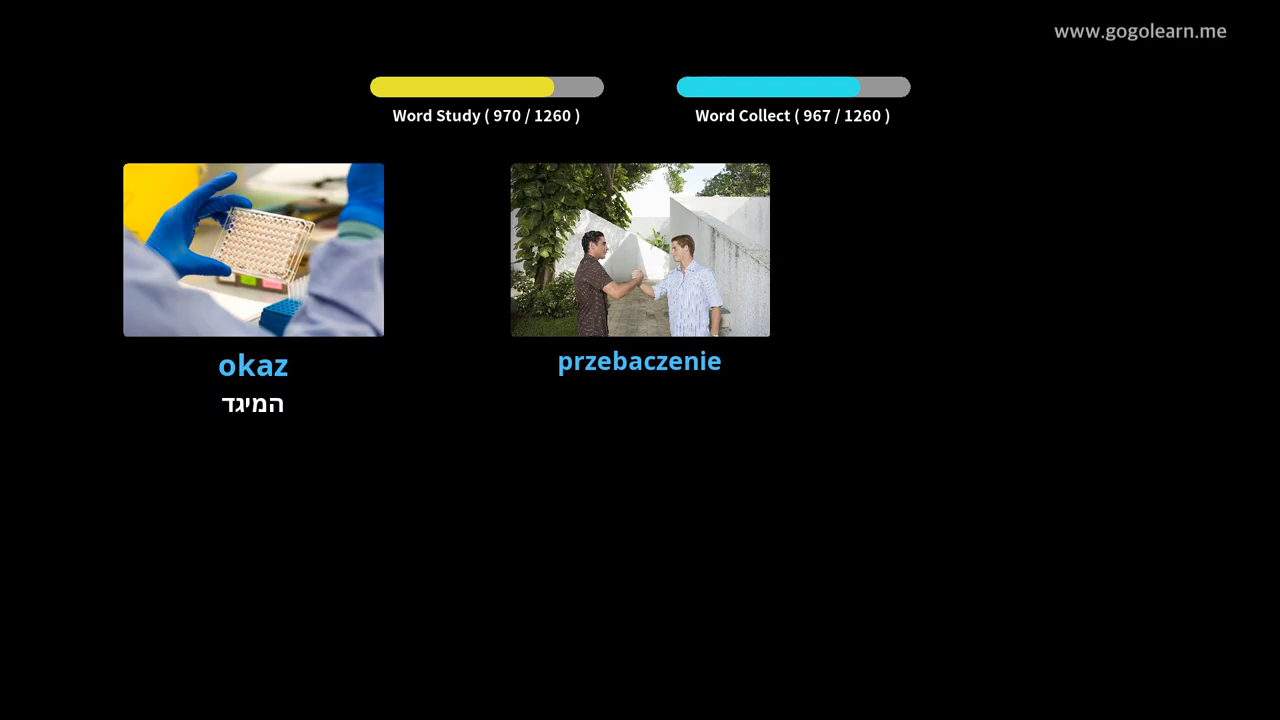 www.gogolearn.me
Word Study ( 970 / 1260 )
Word Collect ( 967 / 1260 )
okaz
המיגד
przebaczenie